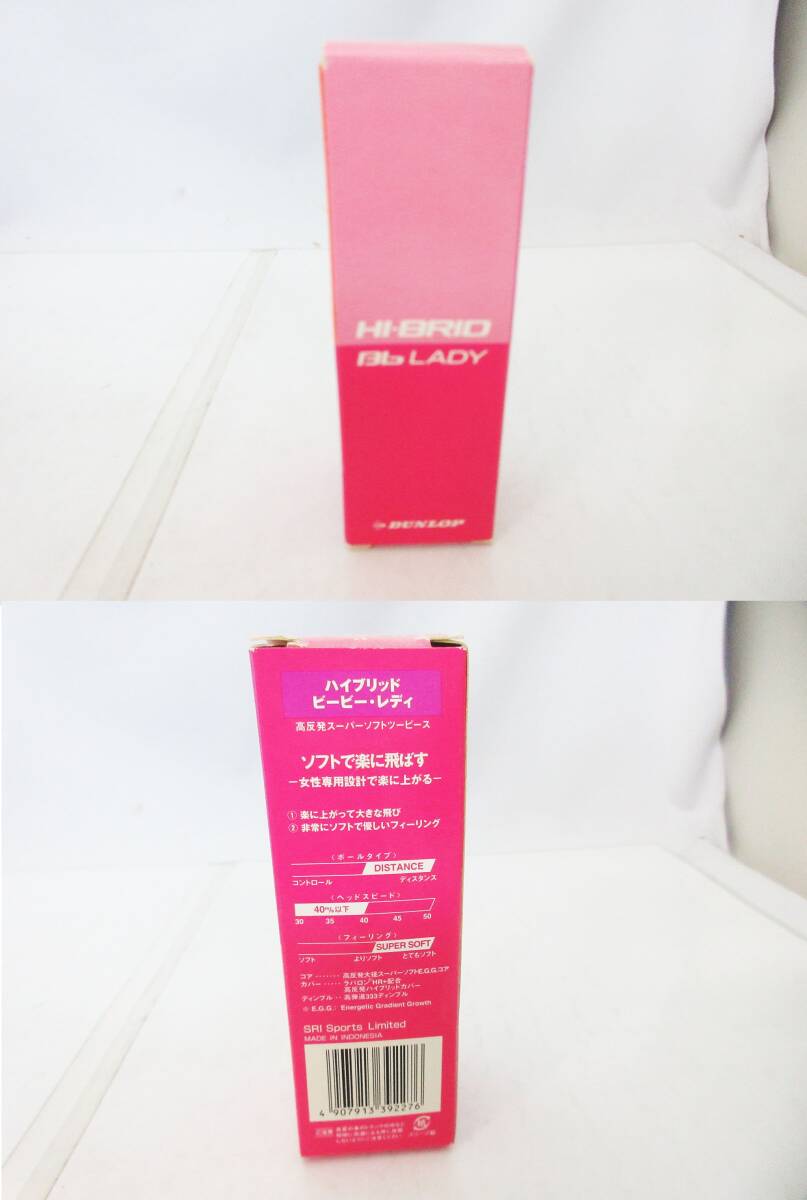 HI-BRID
Bb LADY
DUNLOP
ハイブリッド
ビービー・レディ
高反発スーパーソフトツーピース
ソフトで楽に飛ばす
−女性専用設計で楽に上がる−
① 楽に上がって大きな飛び
② 非常にソフトで優しいフィーリング
〈ボールタイプ〉
DISTANCE
コントロール ディスタンス
〈ヘッドスピード〉
40m/s以下
30 35 40 45 50
〈フィーリング〉
SUPER SOFT
ソフト よりソフト とてもソフト
コア ‥‥‥ 高反発大径スーパーソフトE.G.G.コア
カバー ‥‥ ラバロン®HR+配合
高反発ハイブリッドカバー
ディンプル ‥ 高弾道333ディンプル
※ E.G.G.: Energetic Gradient Growth
SRI Sports Limited
MADE IN INDONESIA
4 907913 392276